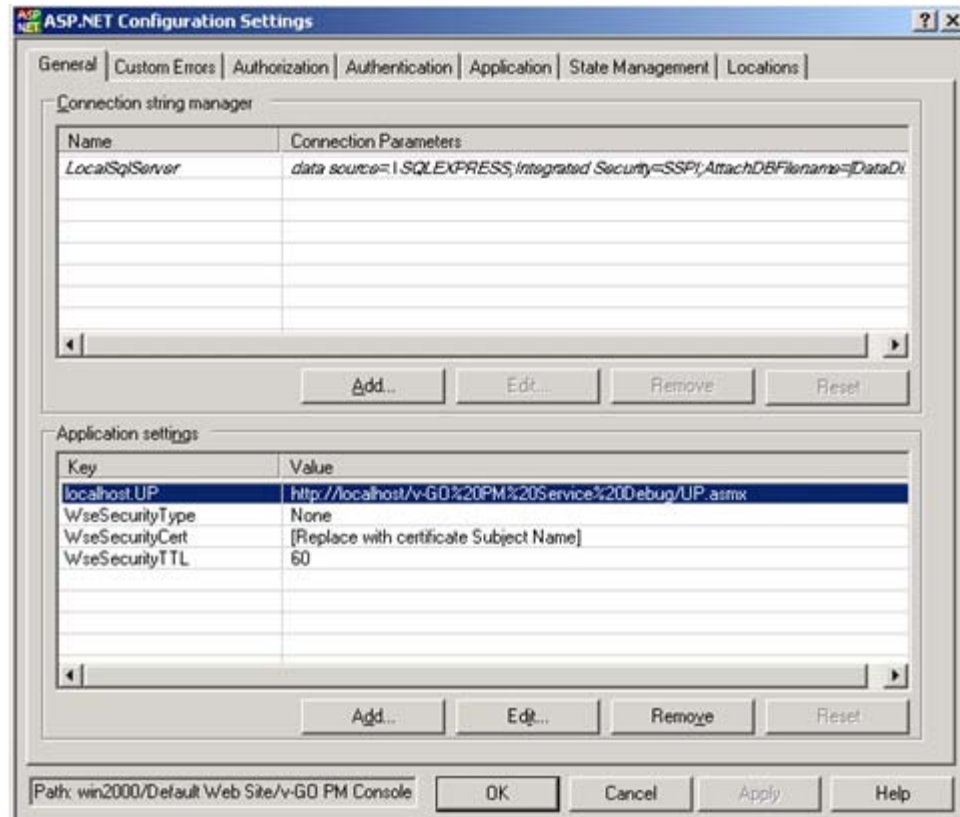 ASP.NET Configuration Settings
General Custom Errors Authorization Authentication Application State Management Locations
Connection string manager
Name Connection Parameters
LocalSqlServer data source=.\SQLEXPRESS;Integrated Security=SSPI;AttachDBFilename=|DataDi.
Add... Edit... Remove Reset
Application settings
Key Value
localhost.UP http://localhost/v-GO%20PM%20Service%20Debug/UP.asmx
WseSecurityType None
WseSecurityCert [Replace with certificate Subject Name]
WseSecurityTTL 60
Add... Edit... Remove Reset
Path: win2000/Default Web Site/v-GO PM Console OK Cancel Apply Help